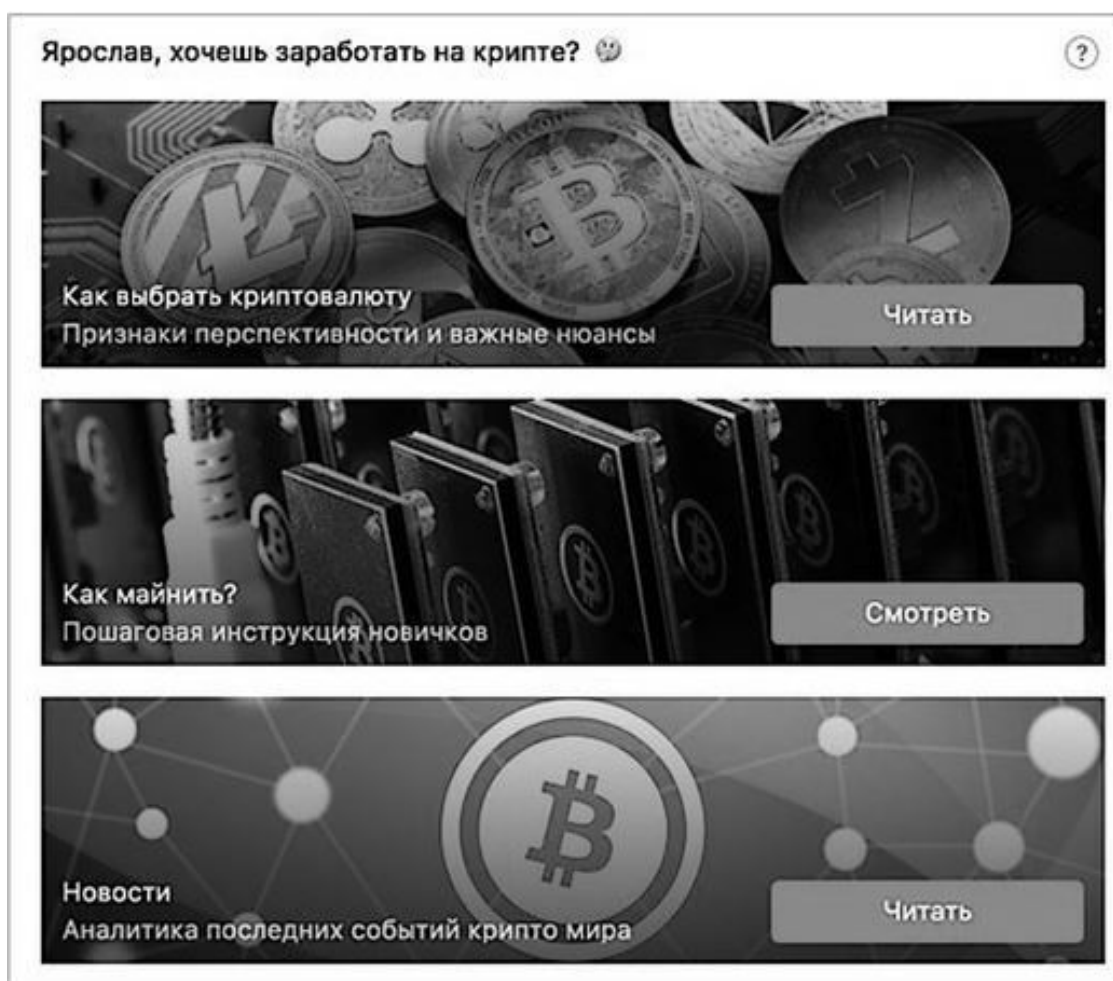 Ярослав, хочешь заработать на крипте? 🤔
?
Как выбрать криптовалюту
Признаки перспективности и важные нюансы
Читать
Как майнить?
Пошаговая инструкция новичков
Смотреть
Новости
Аналитика последних событий крипто мира
Читать